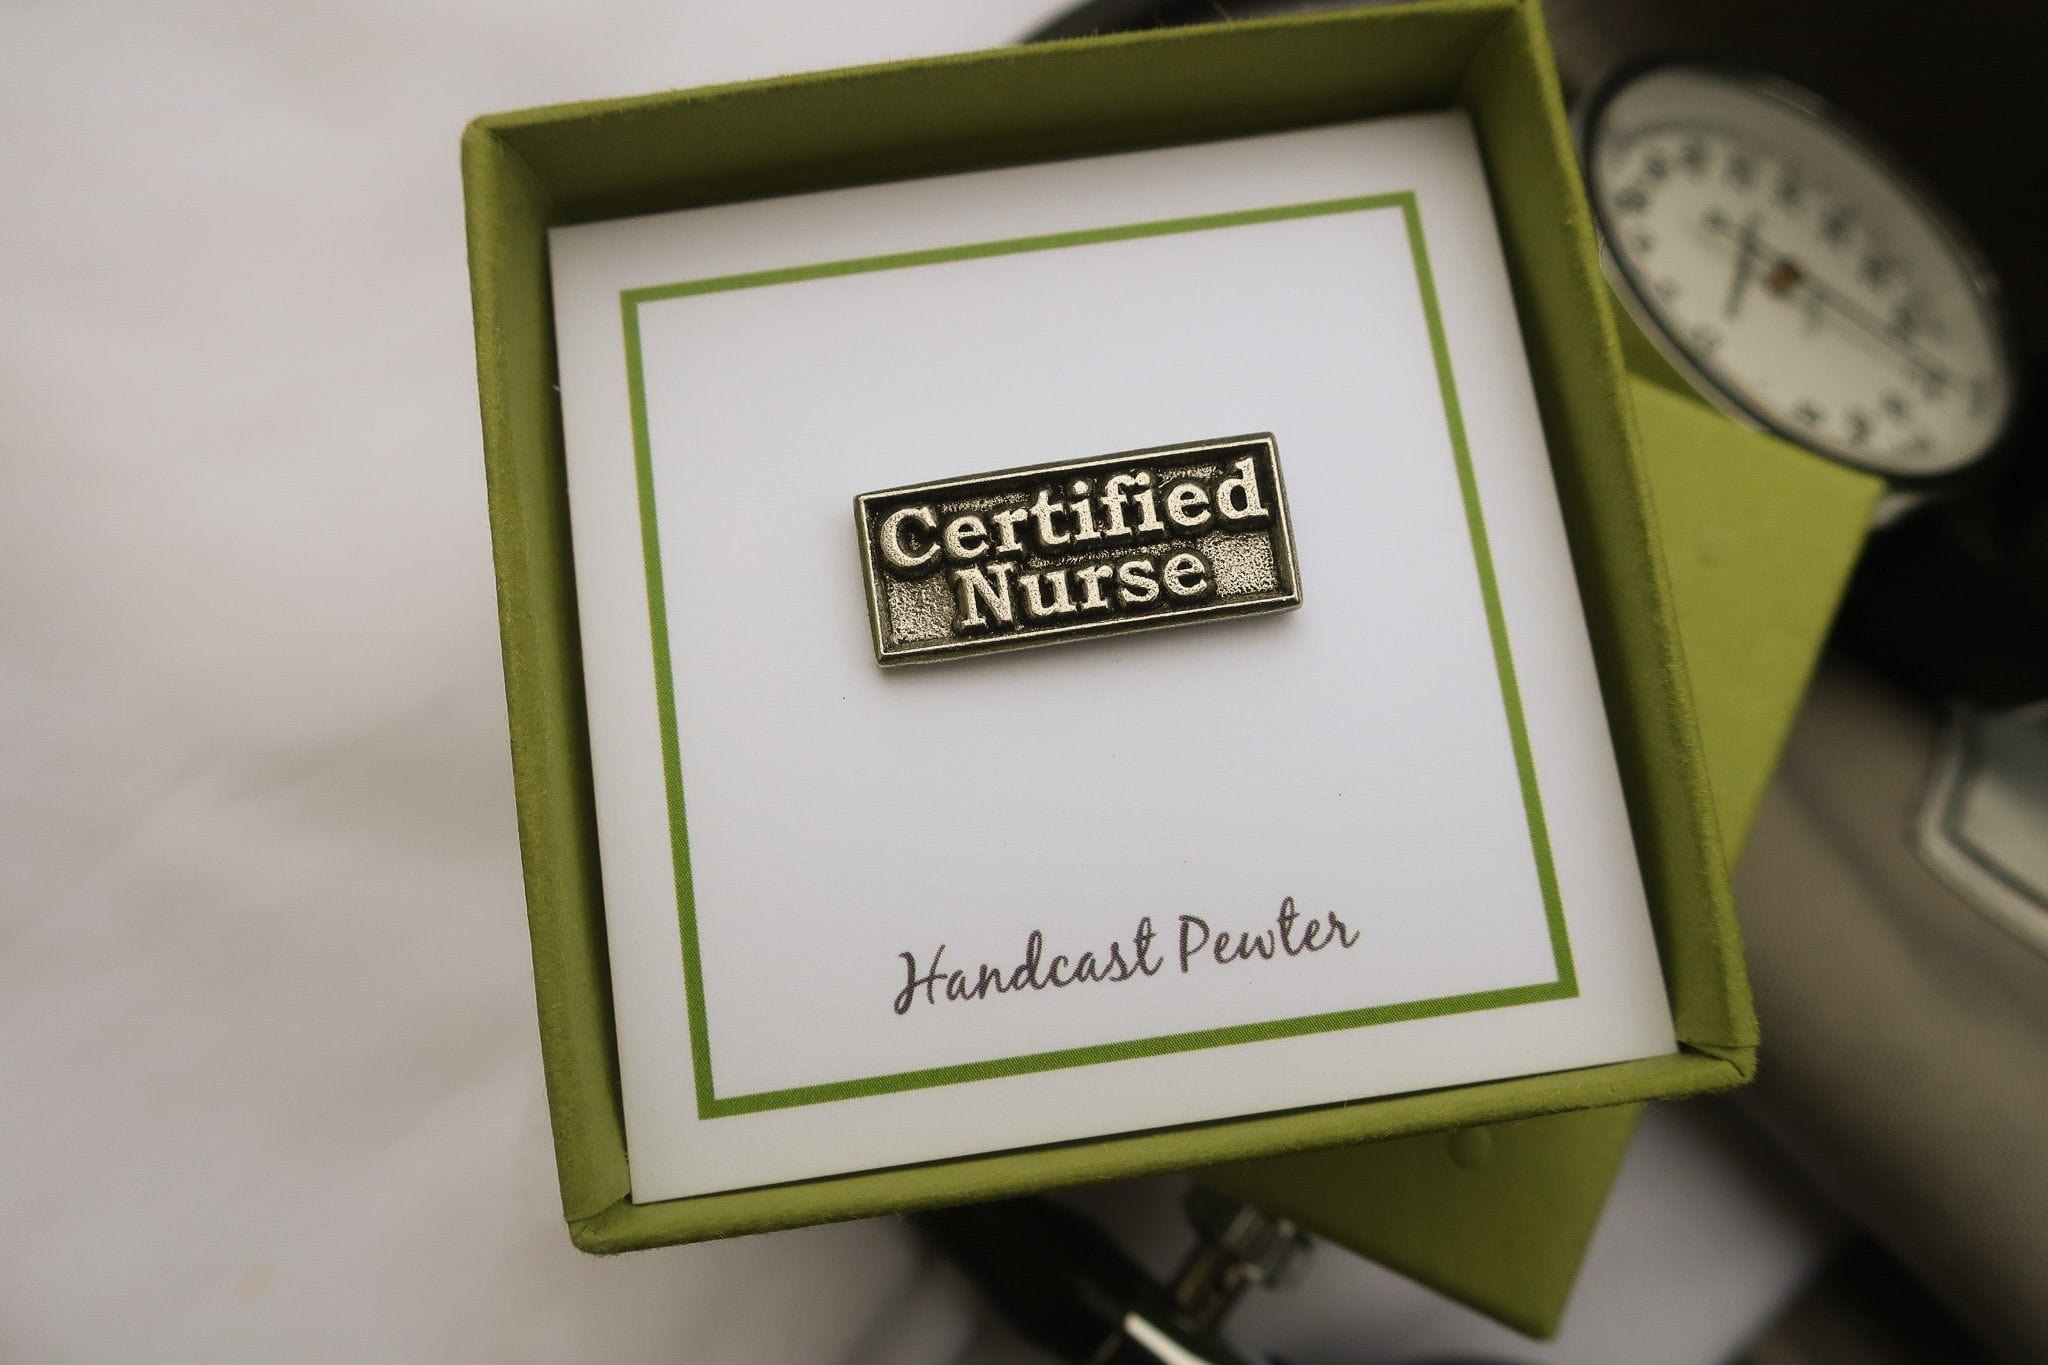 Certified
Nurse
Handcast Pewter